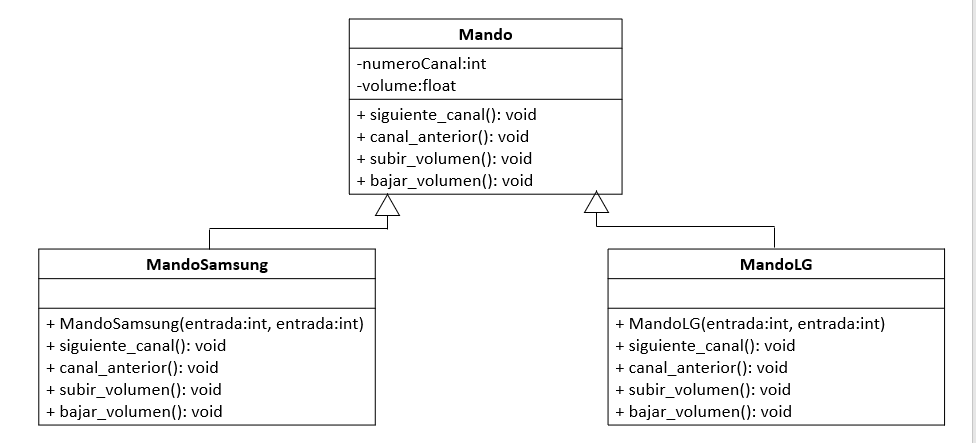 Mando
-numeroCanal:int
-volume:float
+ siguiente_canal(): void
+ canal_anterior(): void
+ subir_volumen(): void
+ bajar_volumen(): void
MandoSamsung
+ MandoSamsung(entrada:int, entrada:int)
+ siguiente_canal(): void
+ canal_anterior(): void
+ subir_volumen(): void
+ bajar_volumen(): void
MandoLG
+ MandoLG(entrada:int, entrada:int)
+ siguiente_canal(): void
+ canal_anterior(): void
+ subir_volumen(): void
+ bajar_volumen(): void